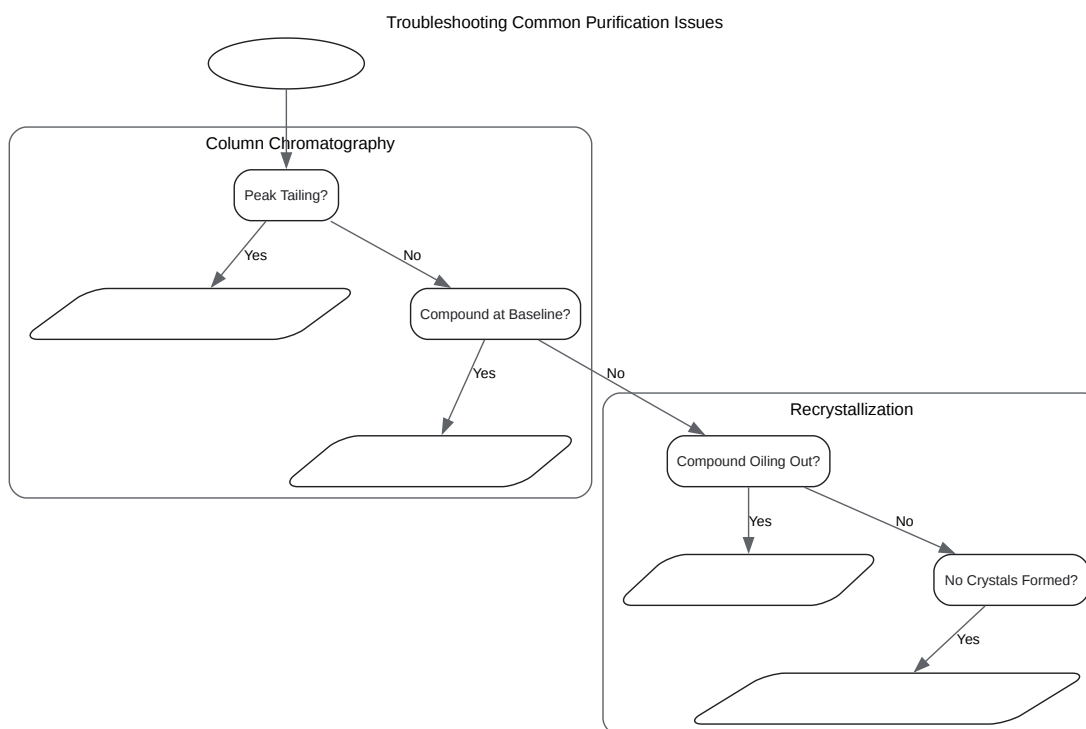 Troubleshooting Common Purification Issues
Column Chromatography
Peak Tailing?
Yes
No
Compound at Baseline?
Yes
No
Recrystallization
Compound Oiling Out?
Yes
No
No Crystals Formed?
Yes